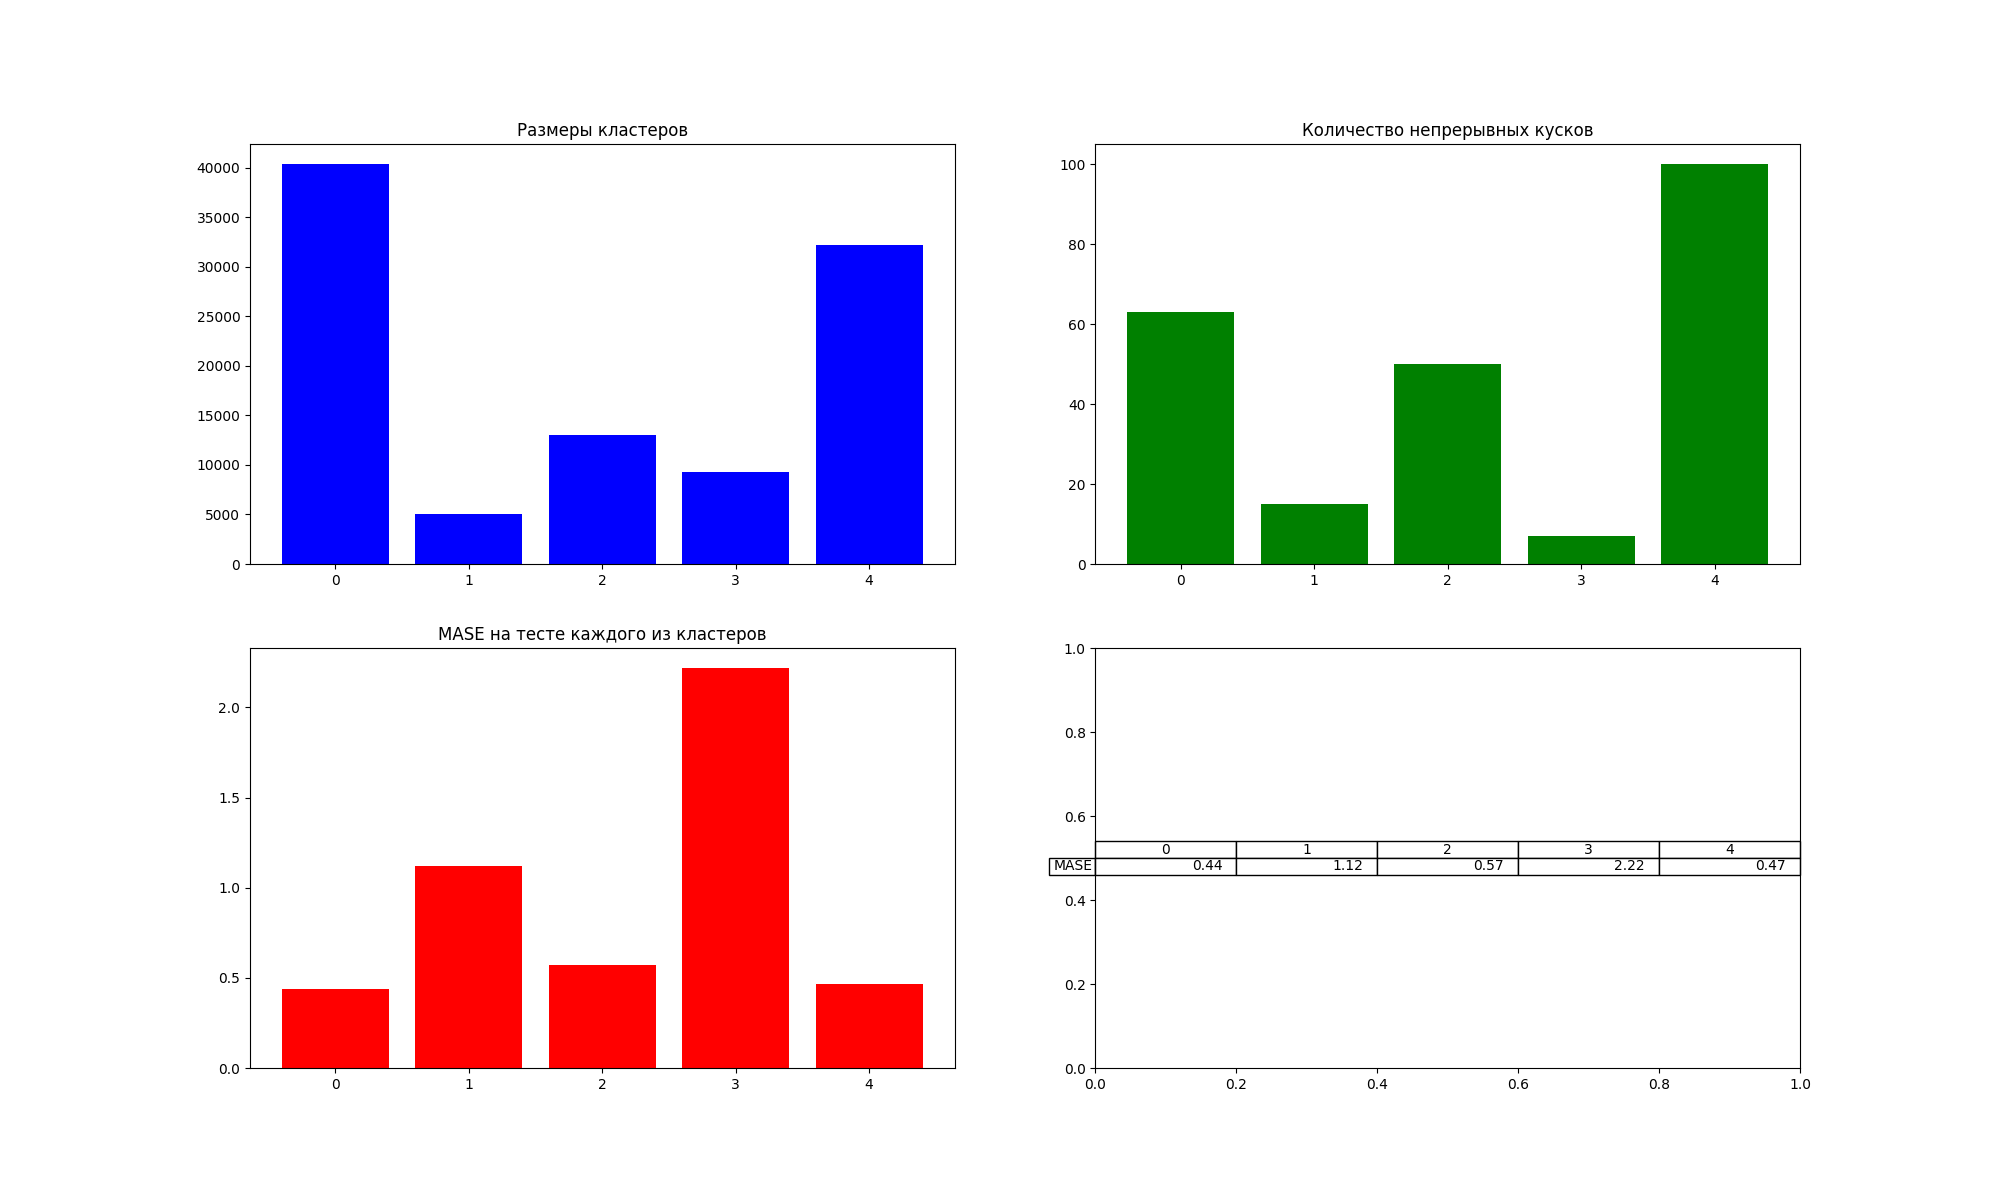 Размеры кластеров
40000
35000
30000
25000
20000
15000
10000
5000
0
0 1 2 3 4
Количество непрерывных кусков
100
80
60
40
20
0
0 1 2 3 4
MASE на тесте каждого из кластеров
2.0
1.5
1.0
0.5
0.0
0 1 2 3 4
1.0
0.8
0.6
0 1 2 3 4
MASE 0.44 1.12 0.57 2.22 0.47
0.4
0.2
0.0
0.0 0.2 0.4 0.6 0.8 1.0